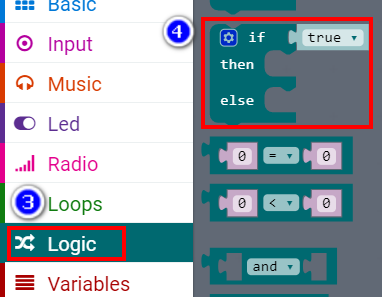 Basic
Input
Music
Led
Radio
3 Loops
Logic
Variables
4
if true
then
else
0 = 0
0 < 0
and